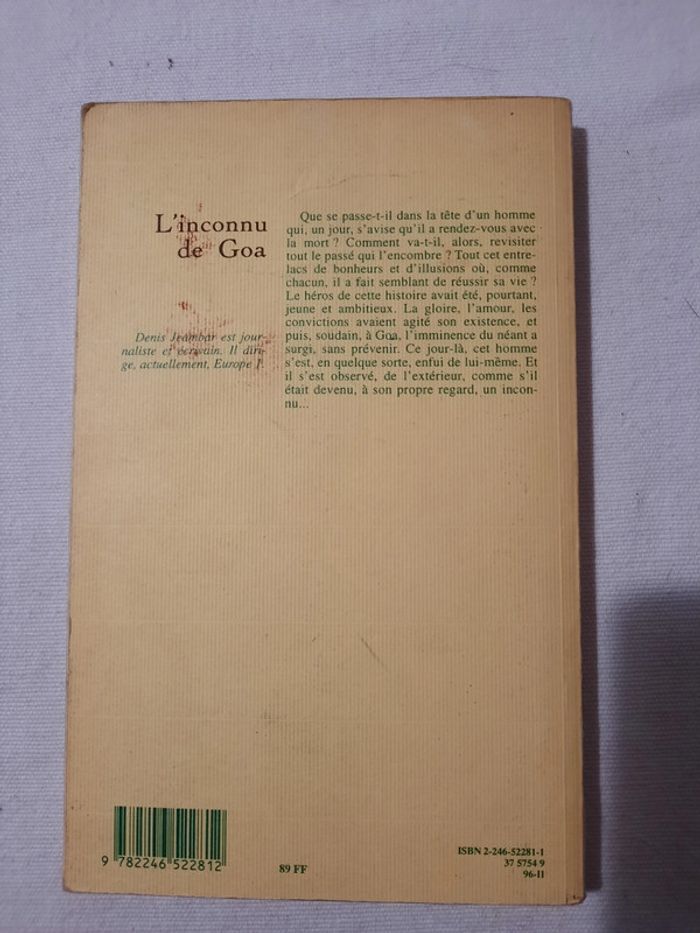 L'inconnu
de Goa
Denis Jeambar est jour-
naliste et écrivain. Il diri-
ge, actuellement, Europe 1.
Que se passe-t-il dans la tête d'un homme
qui, un jour, s'avise qu'il a rendez-vous avec
la mort ? Comment va-t-il, alors, revisiter
tout le passé qui l'encombre ? Tout cet entre-
lacs de bonheurs et d'illusions où, comme
chacun, il a fait semblant de réussir sa vie ?
Le héros de cette histoire avait été, pourtant,
jeune et ambitieux. La gloire, l'amour, les
convictions avaient agité son existence, et
puis, soudain, à Goa, l'imminence du néant a
surgi, sans prévenir. Ce jour-là, cet homme
s'est, en quelque sorte, enfui de lui-même. Et
il s'est observé, de l'extérieur, comme s'il
était devenu, à son propre regard, un incon-
nu...
9 782246 522812
89 FF
ISBN 2-246-52281-1
37 5754 9
96-II